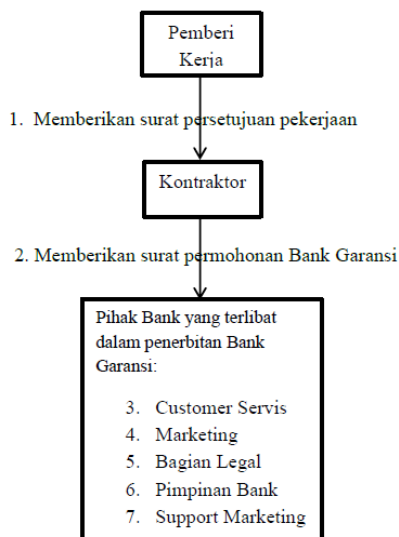 Pemberi
Kerja
1. Memberikan surat persetujuan pekerjaan
Kontraktor
2. Memberikan surat permohonan Bank Garansi
Pihak Bank yang terlibat
dalam penerbitan Bank
Garansi:
3. Customer Servis
4. Marketing
5. Bagian Legal
6. Pimpinan Bank
7. Support Marketing